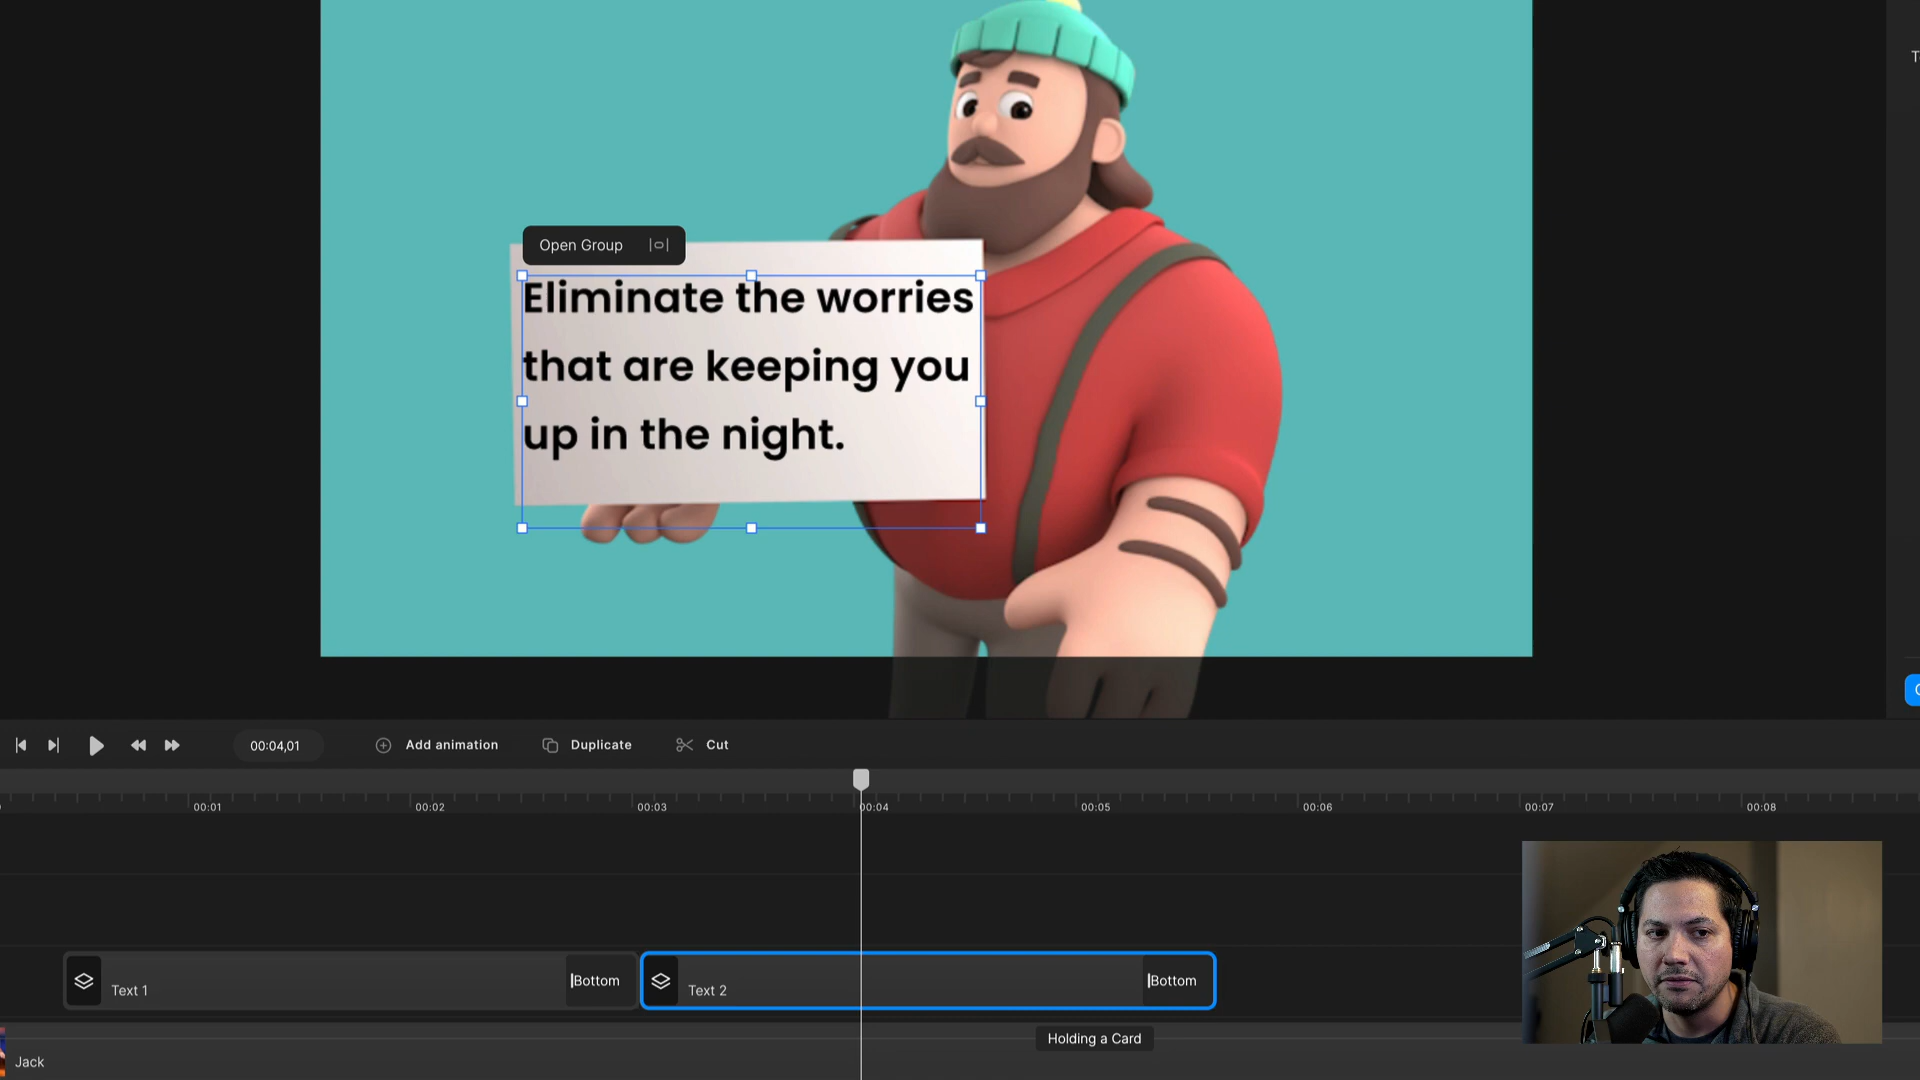 Open Group
Eliminate the worries
that are keeping you
up in the night.
00:04,01
Add animation
Duplicate
Cut
00:01
00:02
00:03
00:04
00:05
00:06
00:07
00:08
Text 1
Bottom
Text 2
Bottom
Holding a Card
Jack